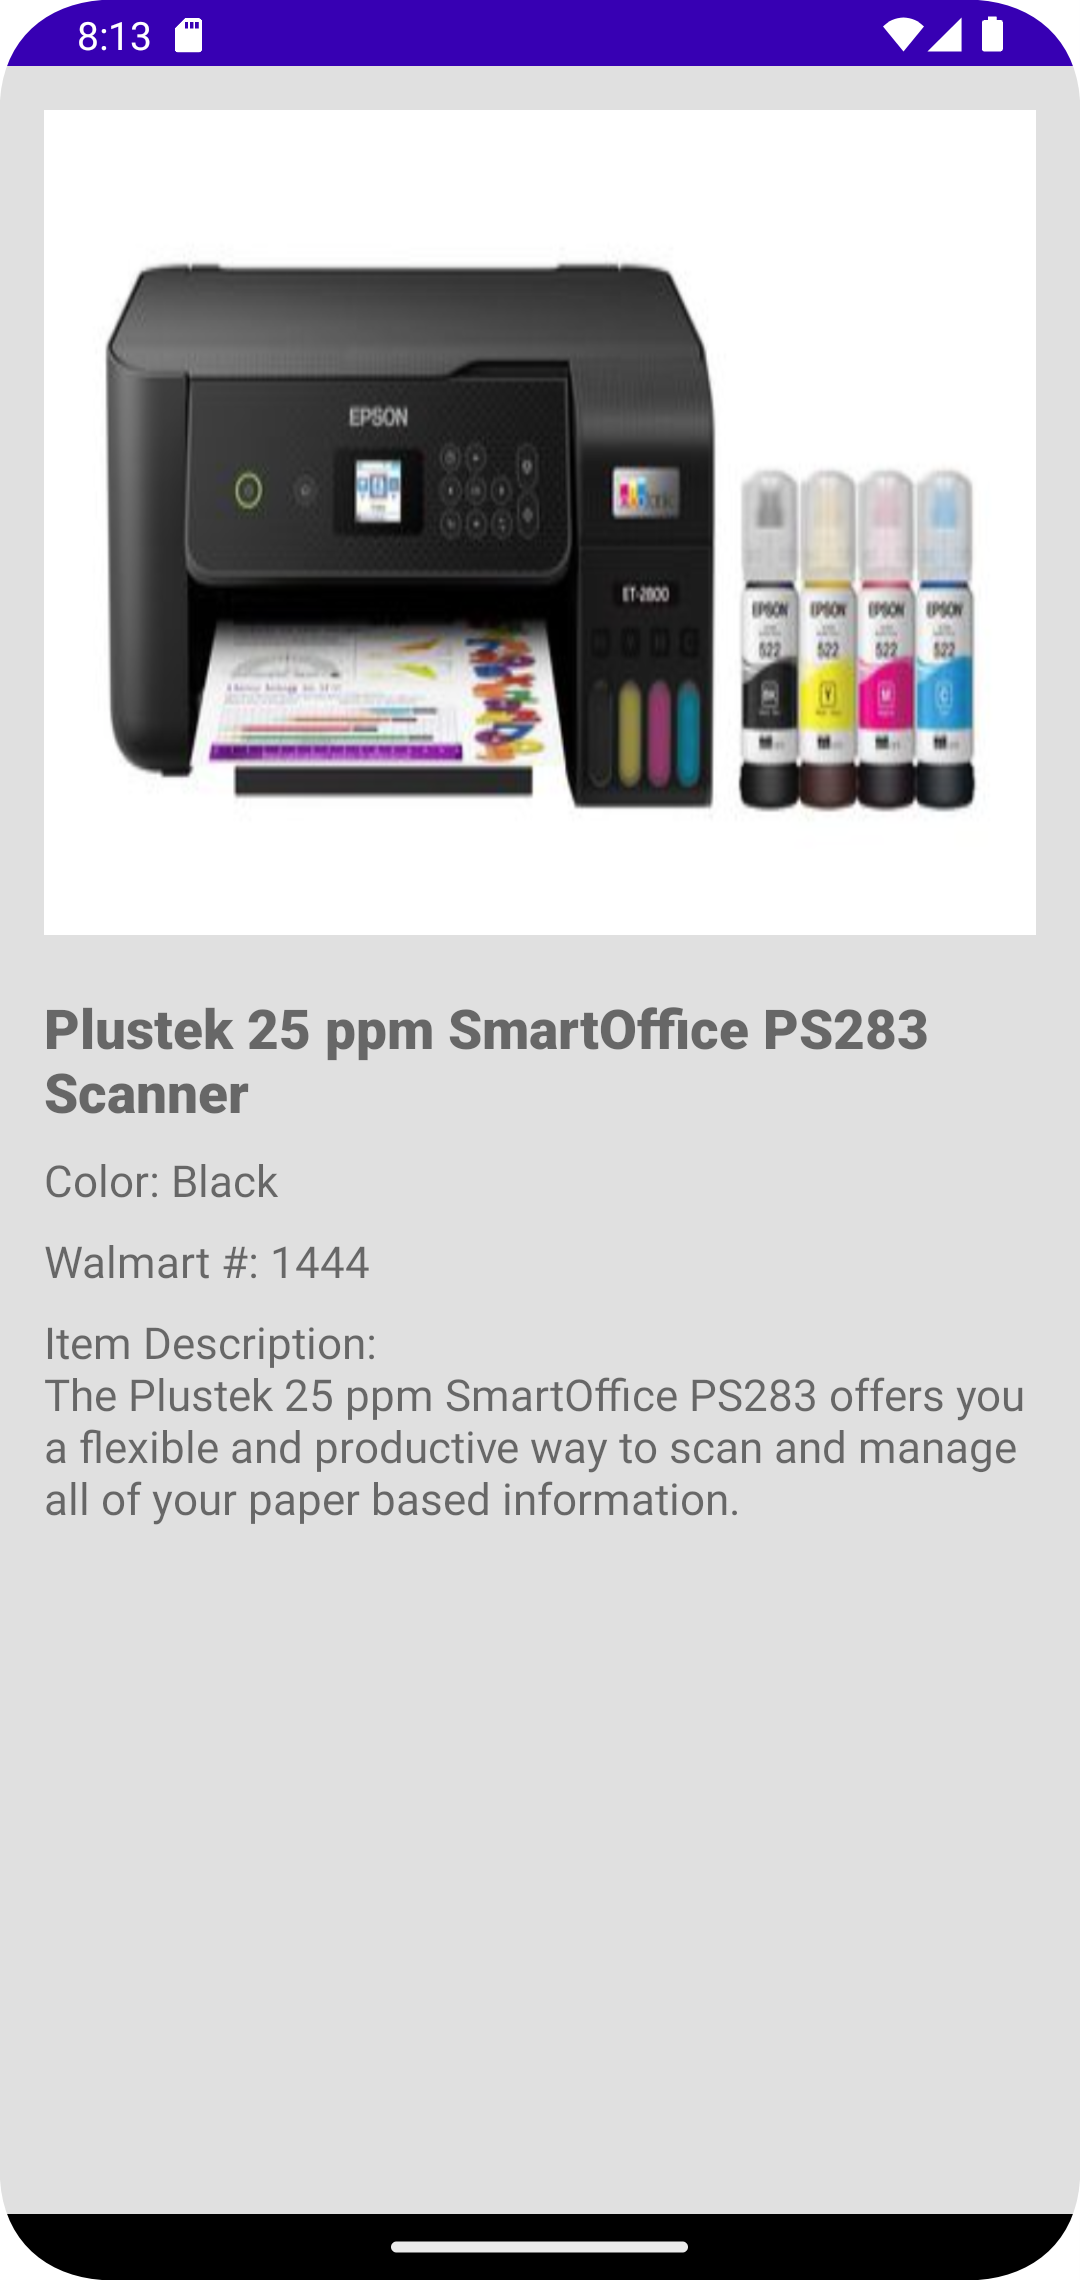 8:13
EPSON
ET-2800
EPSON EPSON EPSON EPSON
522 522 522 522
BK Y M C
Plustek 25 ppm SmartOffice PS283
Scanner
Color: Black
Walmart #: 1444
Item Description:
The Plustek 25 ppm SmartOffice PS283 offers you
a flexible and productive way to scan and manage
all of your paper based information.